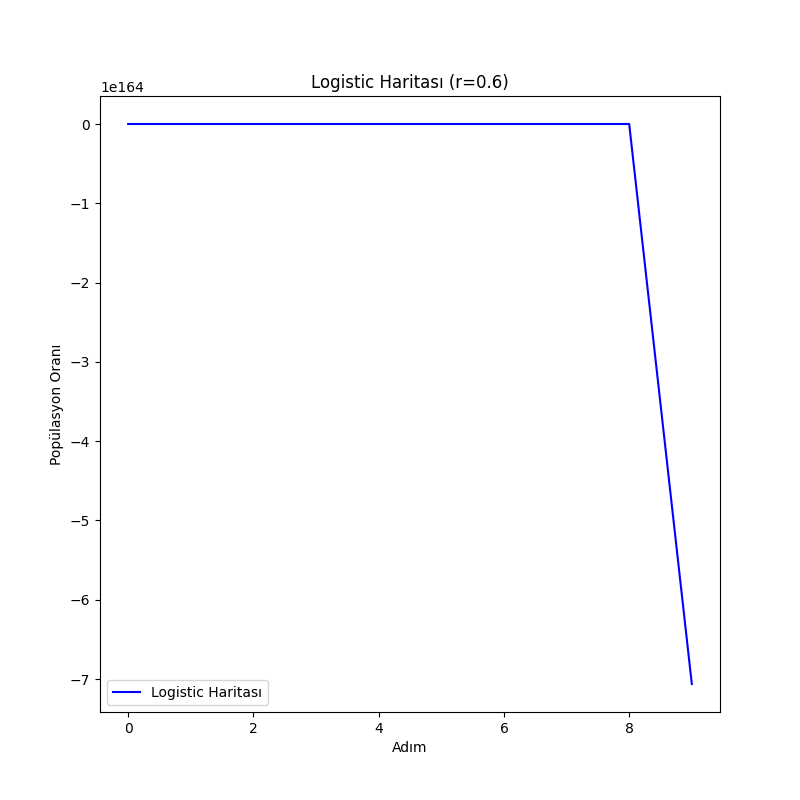 Logistic Haritası (r=0.6)
1e164
0
−1
−2
−3
−4
−5
−6
−7
Popülasyon Oranı
Logistic Haritası
0 2 4 6 8
Adım